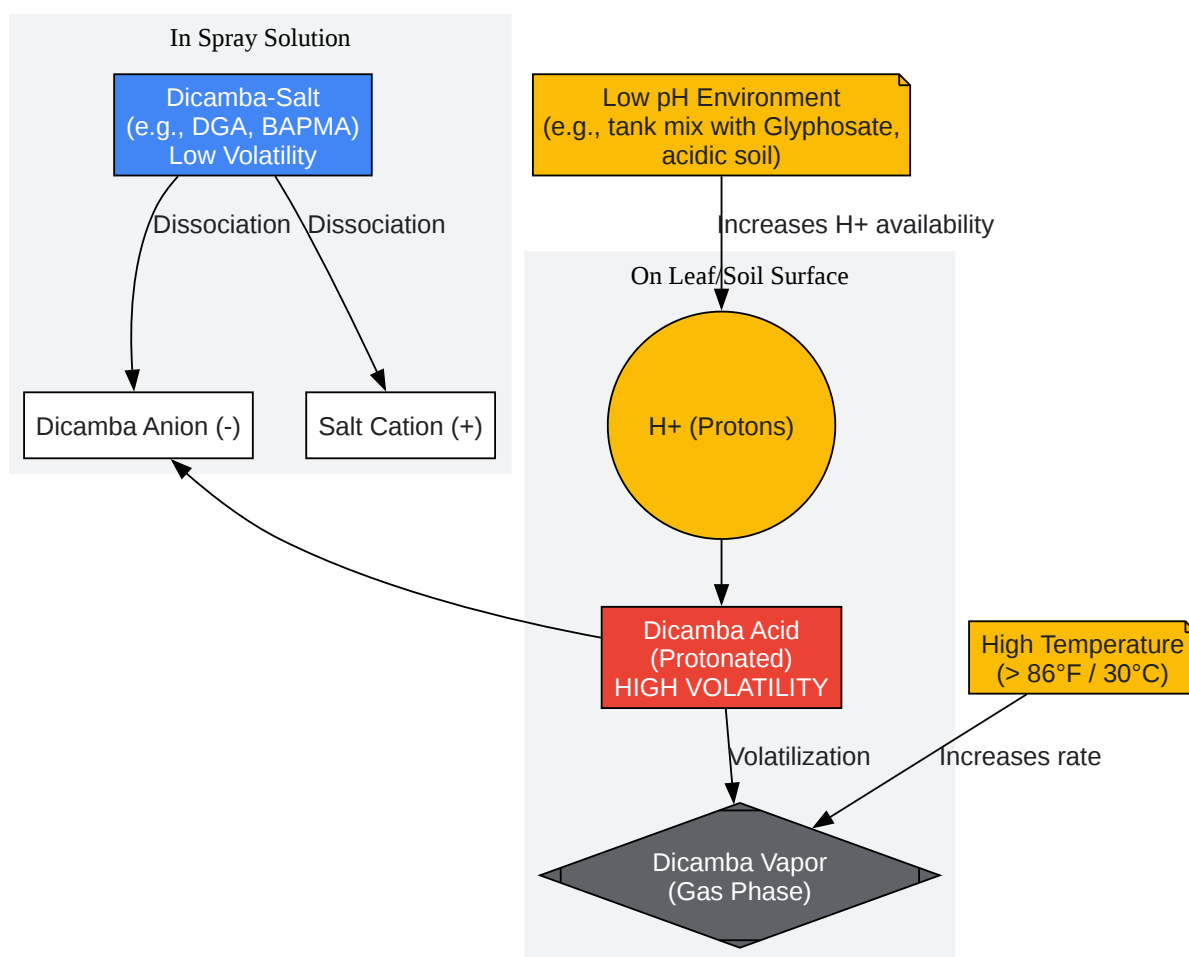 In Spray Solution
Dicamba-Salt
(e.g., DGA, BAPMA)
Low Volatility
Low pH Environment
(e.g., tank mix with Glyphosate,
acidic soil)
Dissociation
Dissociation
Increases H+ availability
On Leaf/Soil Surface
Dicamba Anion (-)
Salt Cation (+)
H+ (Protons)
Dicamba Acid
(Protonated)
HIGH VOLATILITY
High Temperature
(> 86°F / 30°C)
Volatilization
Increases rate
Dicamba Vapor
(Gas Phase)